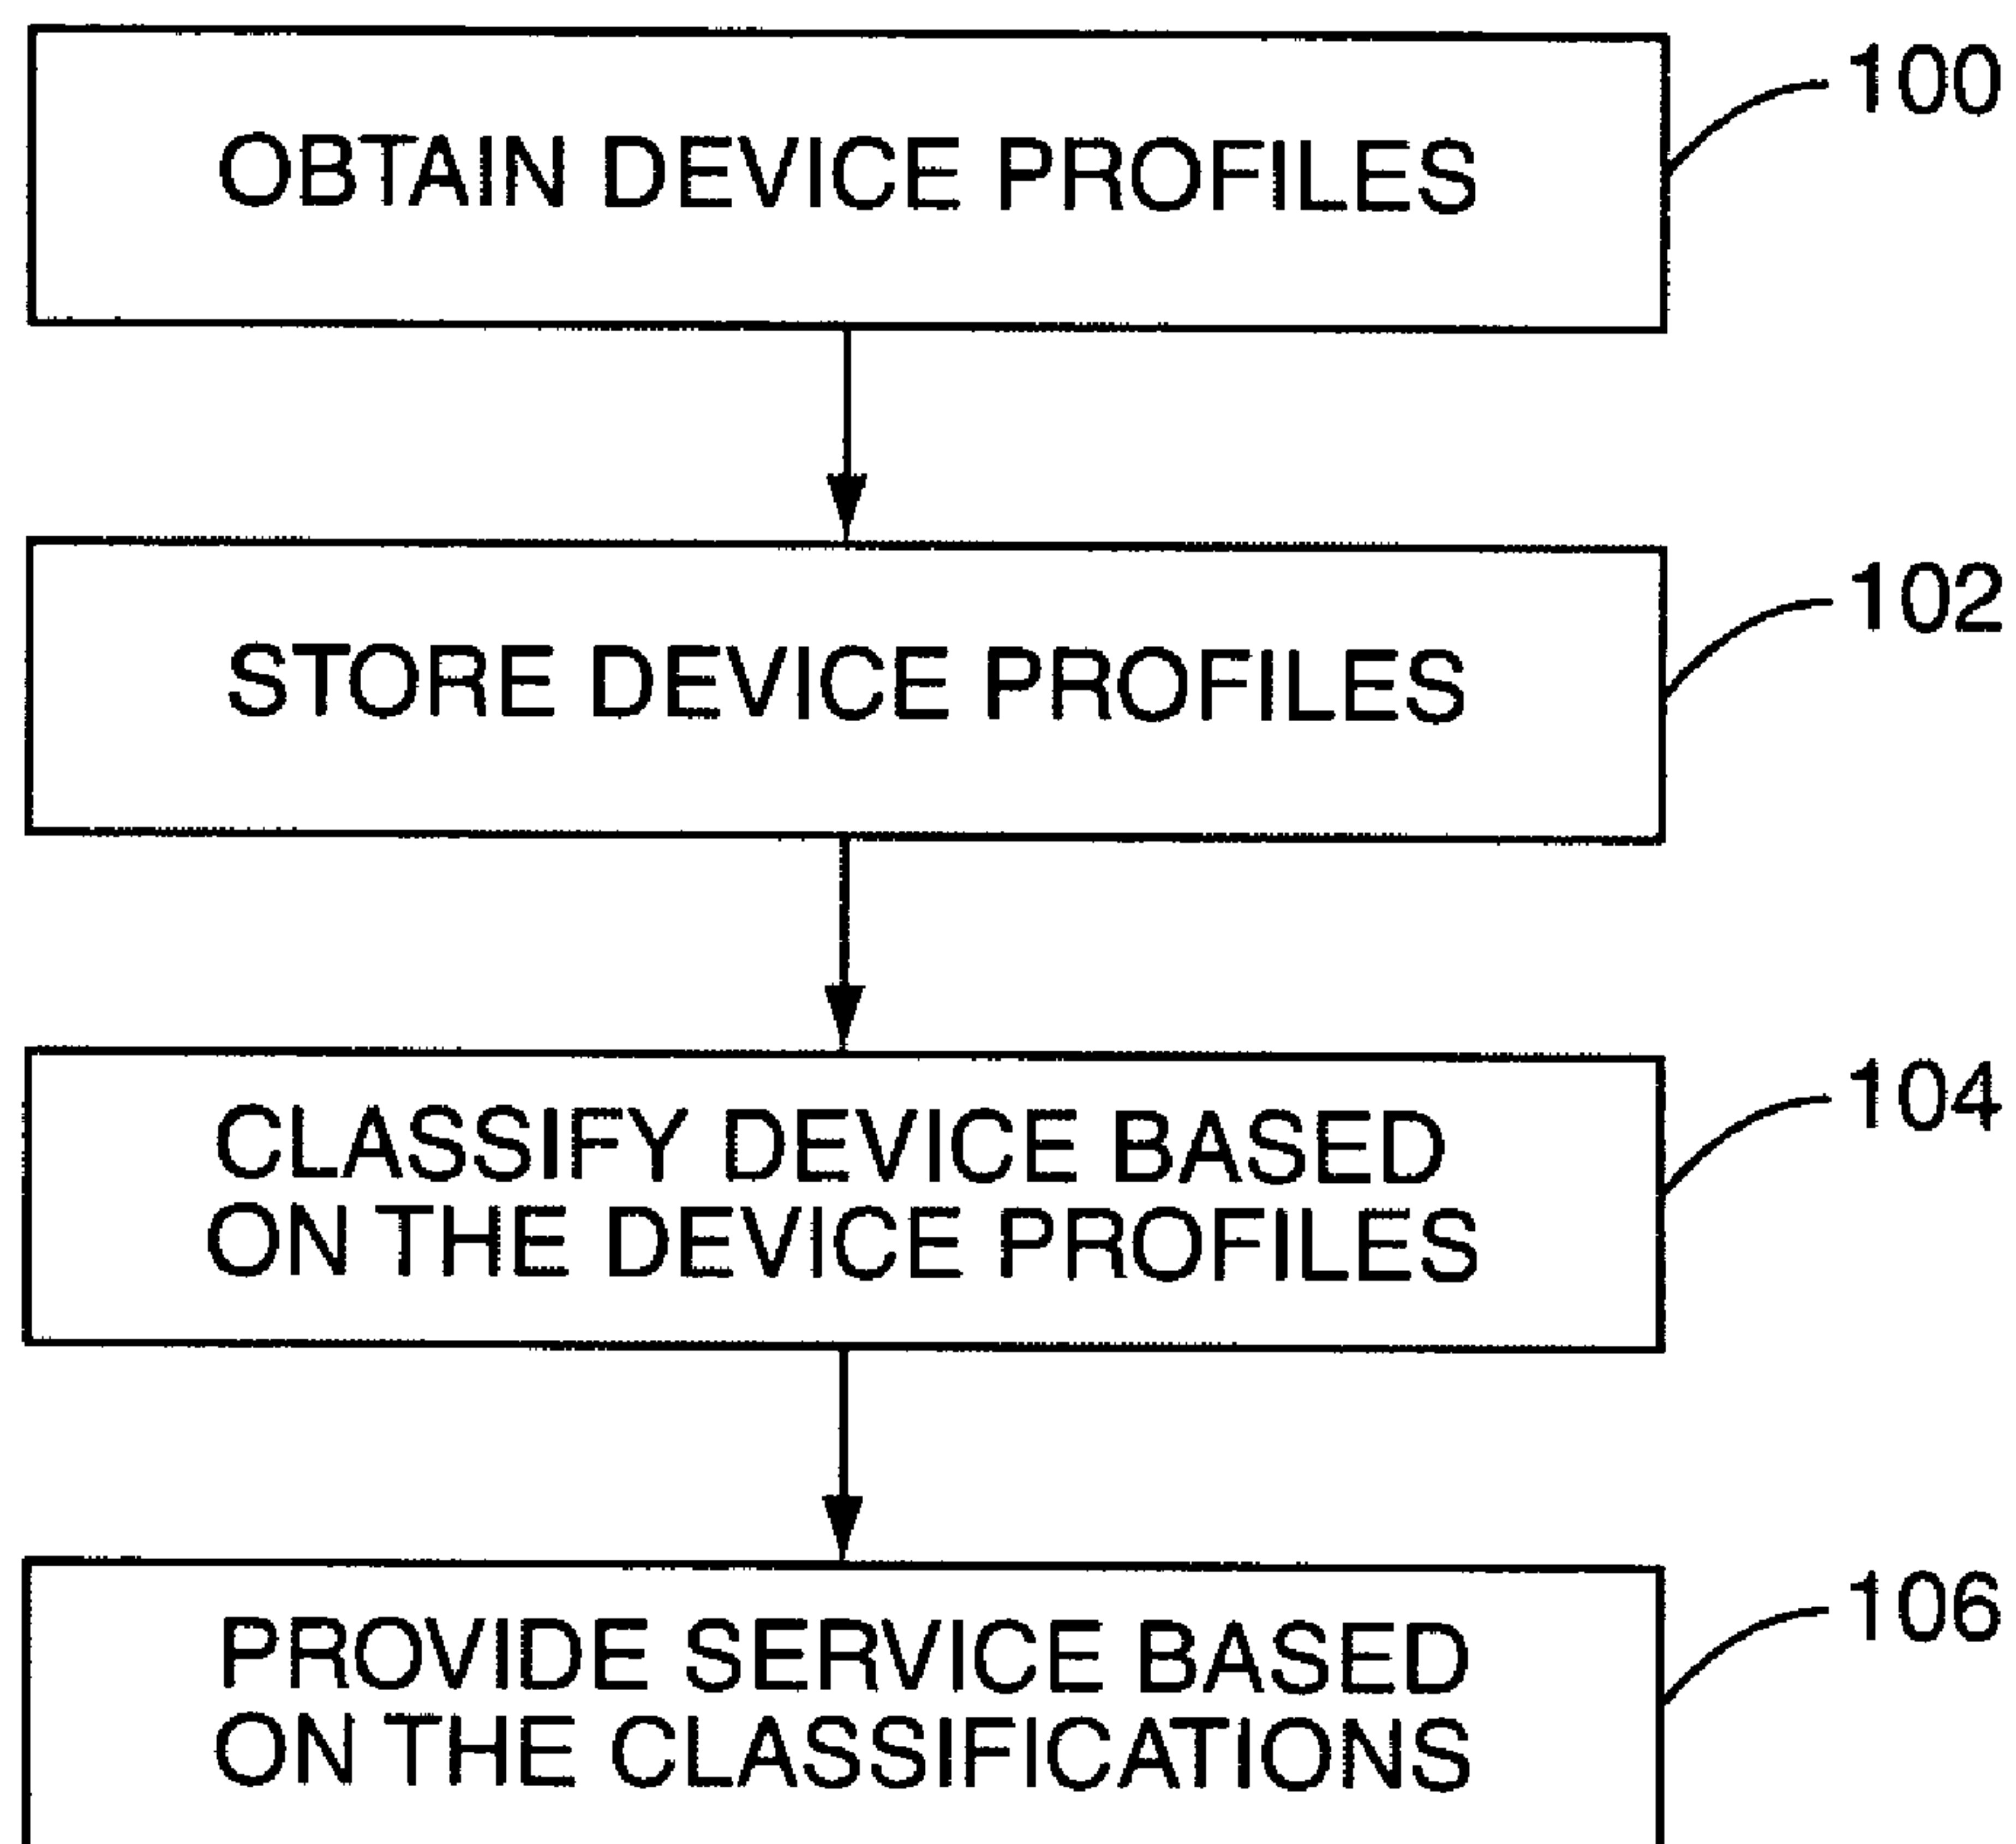 OBTAIN DEVICE PROFILES
100
STORE DEVICE PROFILES
102
CLASSIFY DEVICE BASED
ON THE DEVICE PROFILES
104
PROVIDE SERVICE BASED
ON THE CLASSIFICATIONS
106